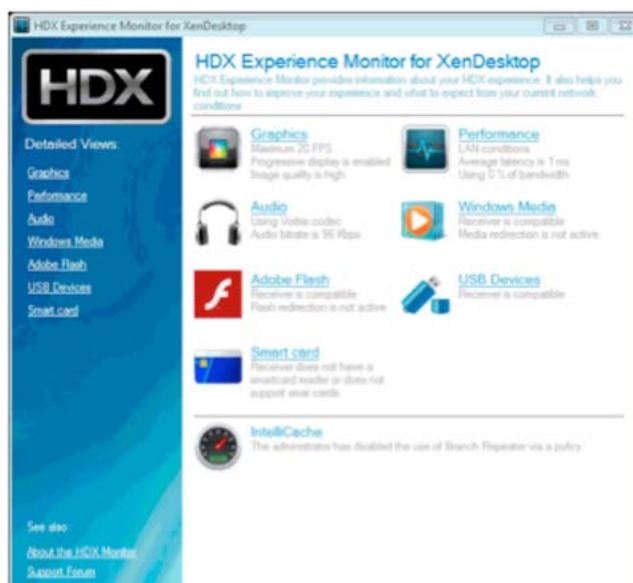 HDX Experience Monitor for XenDesktop
HDX
Detailed Views:
Graphics
Performance
Audio
Windows Media
Adobe Flash
USB Devices
Smart card
See also:
About the HDX Monitor
Support Forum
HDX Experience Monitor for XenDesktop
HDX Experience Monitor provides information about your HDX experience. It also helps you
find out how to improve your experience and what to expect from your current network
conditions
Graphics
Maximum 20 FPS
Progressive display is enabled
Image quality is high
Performance
LAN conditions
Average latency is 1 ms
Using 0 % of bandwidth
Audio
Using Vorbis codec
Audio bitrate is 96 Kbps
Windows Media
Receiver is compatible
Media redirection is not active
Adobe Flash
Receiver is compatible
Flash redirection is not active
USB Devices
Receiver is compatible
Smart card
Receiver does not have a
smartcard reader or does not
support smar cards
IntelliCache
The administrator has disabled the use of Branch Repeater via a policy.